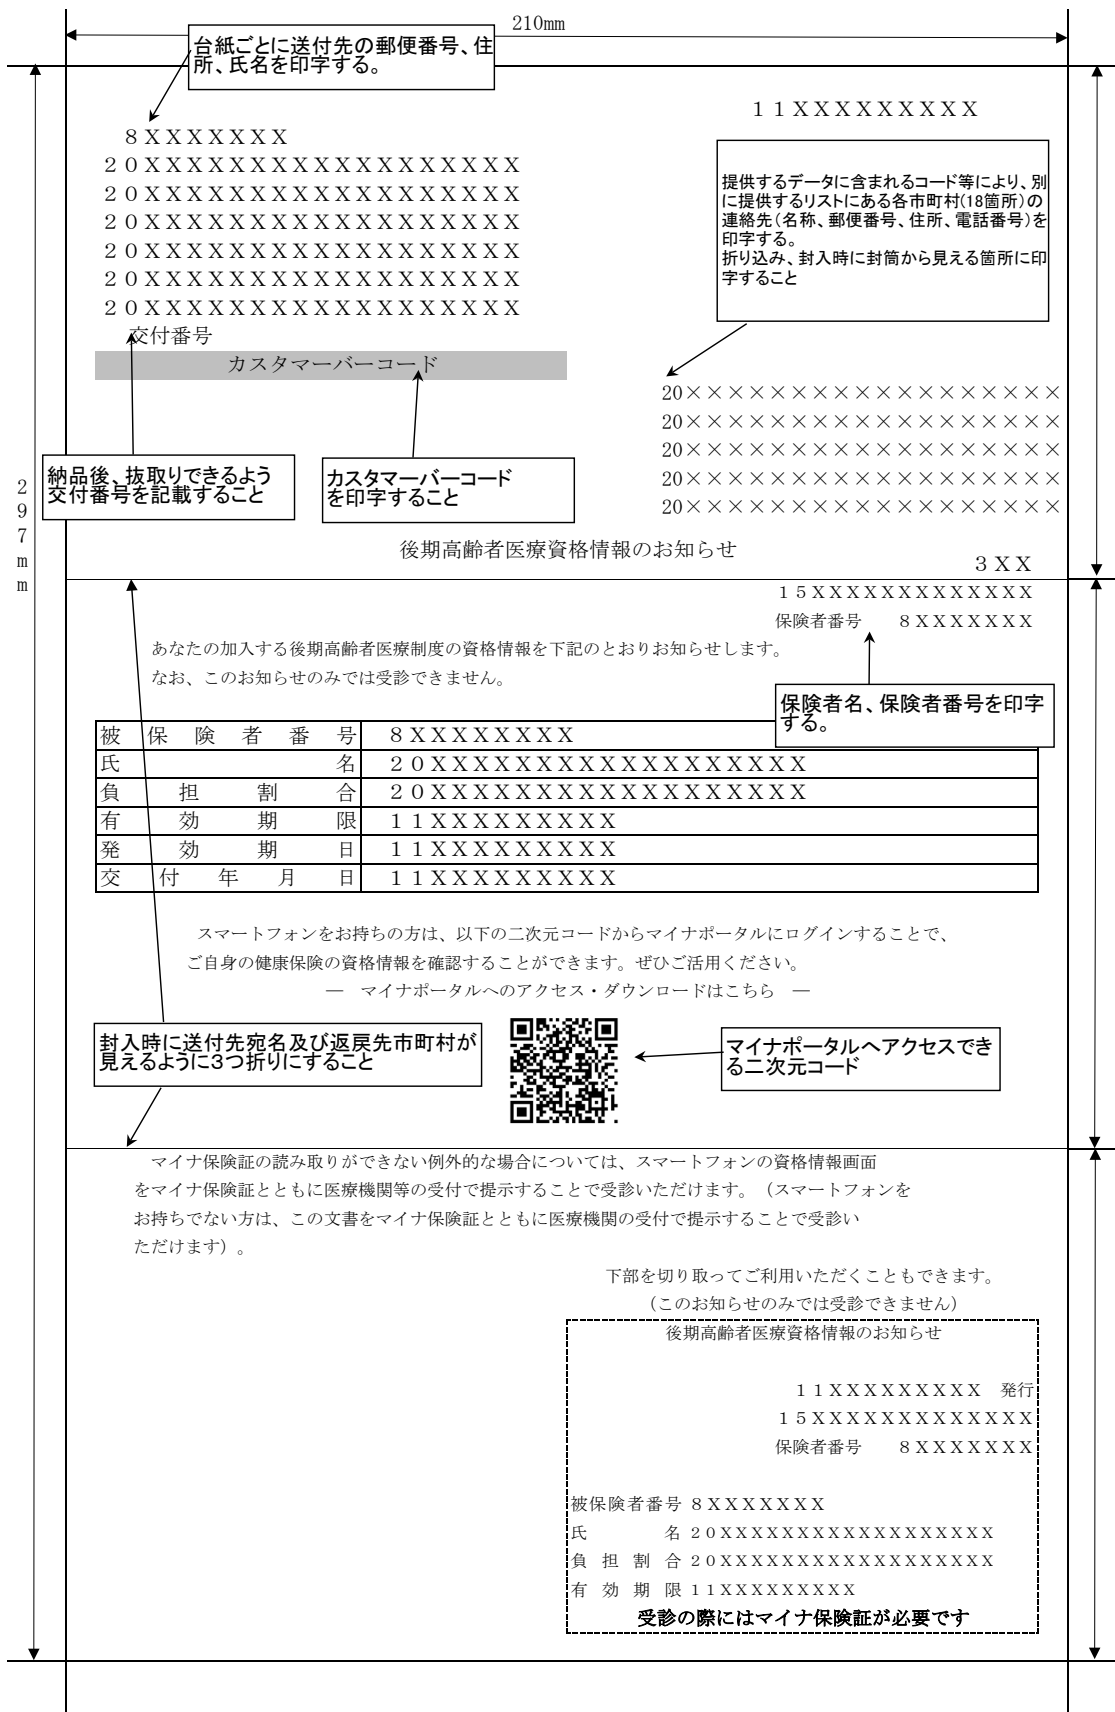 210mm
台紙ごとに送付先の郵便番号、住
所、氏名を印字する。
１１ＸＸＸＸＸＸＸＸＸ
８ＸＸＸＸＸＸＸ
２０ＸＸＸＸＸＸＸＸＸＸＸＸＸＸＸＸＸＸ
２０ＸＸＸＸＸＸＸＸＸＸＸＸＸＸＸＸＸＸ
２０ＸＸＸＸＸＸＸＸＸＸＸＸＸＸＸＸＸＸ
２０ＸＸＸＸＸＸＸＸＸＸＸＸＸＸＸＸＸＸ
２０ＸＸＸＸＸＸＸＸＸＸＸＸＸＸＸＸＸＸ
２０ＸＸＸＸＸＸＸＸＸＸＸＸＸＸＸＸＸＸ
交付番号
カスタマーバーコード
提供するデータに含まれるコード等により、別
に提供するリストにある各市町村(18箇所)の
連絡先(名称、郵便番号、住所、電話番号)を
印字する。
折り込み、封入時に封筒から見える箇所に印
字すること
20××××××××××××××××××
20××××××××××××××××××
20××××××××××××××××××
20××××××××××××××××××
20××××××××××××××××××
納品後、抜取りできるよう
交付番号を記載すること
カスタマーバーコード
を印字すること
297mm
後期高齢者医療資格情報のお知らせ
３ＸＸ
１５ＸＸＸＸＸＸＸＸＸＸＸＸＸ
保険者番号　８ＸＸＸＸＸＸＸ
あなたの加入する後期高齢者医療制度の資格情報を下記のとおりお知らせします。
なお、このお知らせのみでは受診できません。
保険者名、保険者番号を印字
する。
被保険者番号　８ＸＸＸＸＸＸＸＸ
氏名　２０ＸＸＸＸＸＸＸＸＸＸＸＸＸＸＸＸＸＸ
負担割合　２０ＸＸＸＸＸＸＸＸＸＸＸＸＸＸＸＸＸＸ
有効期限　１１ＸＸＸＸＸＸＸＸＸ
発効期日　１１ＸＸＸＸＸＸＸＸＸ
交付年月日　１１ＸＸＸＸＸＸＸＸＸ
スマートフォンをお持ちの方は、以下の二次元コードからマイナポータルにログインすることで、
ご自身の健康保険の資格情報を確認することができます。ぜひご活用ください。
―　マイナポータルへのアクセス・ダウンロードはこちら　―
封入時に送付先宛名及び返戻先市町村が
見えるように３つ折りにすること
マイナポータルへアクセスでき
る二次元コード
マイナ保険証の読み取りができない例外的な場合については、スマートフォンの資格情報画面
をマイナ保険証とともに医療機関等の受付で提示することで受診いただけます。（スマートフォンを
お持ちでない方は、この文書をマイナ保険証とともに医療機関の受付で提示することで受診い
ただけます）。
下部を切り取ってご利用いただくこともできます。
（このお知らせのみでは受診できません）
後期高齢者医療資格情報のお知らせ
１１ＸＸＸＸＸＸＸＸＸ　発行
１５ＸＸＸＸＸＸＸＸＸＸＸＸＸ
保険者番号　８ＸＸＸＸＸＸＸ
被保険者番号 ８ＸＸＸＸＸＸＸ
氏　名 ２０ＸＸＸＸＸＸＸＸＸＸＸＸＸＸＸＸＸＸ
負担割合 ２０ＸＸＸＸＸＸＸＸＸＸＸＸＸＸＸＸＸＸ
有効期限 １１ＸＸＸＸＸＸＸＸＸ
受診の際にはマイナ保険証が必要です